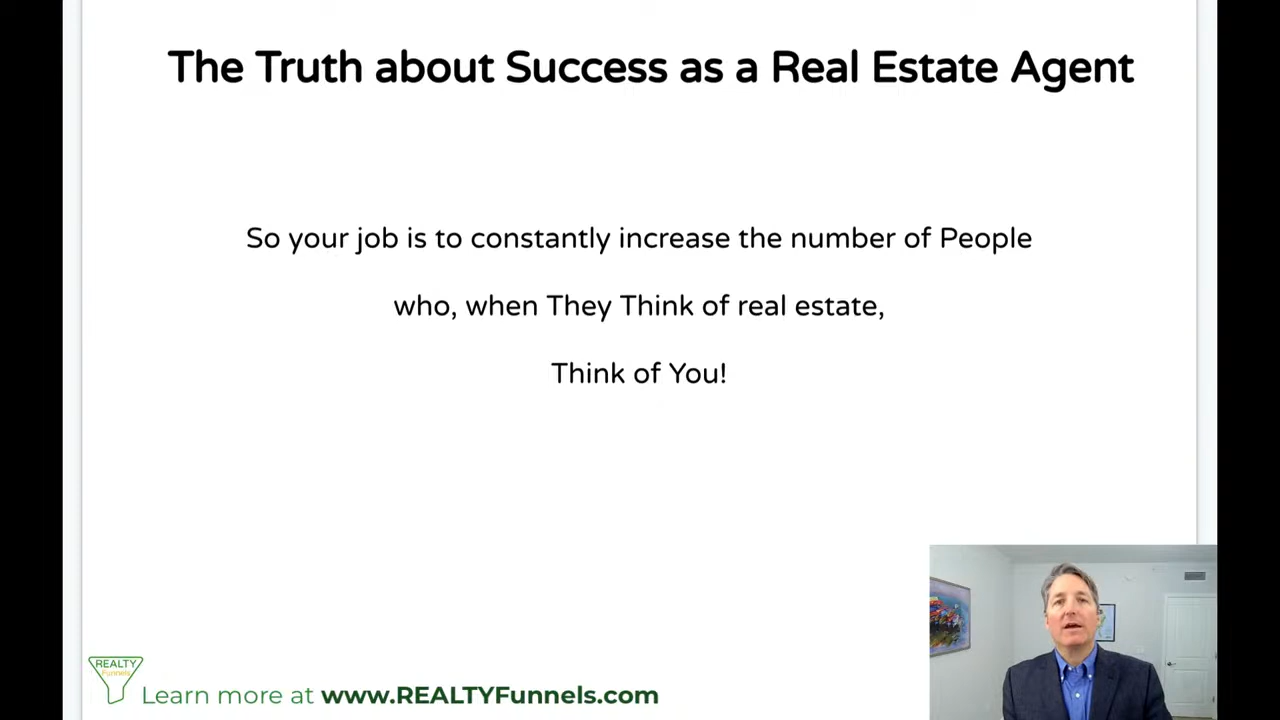 The Truth about Success as a Real Estate Agent
So your job is to constantly increase the number of People
who, when They Think of real estate,
Think of You!
REALTY
Funnels
Learn more at www.REALTYFunnels.com